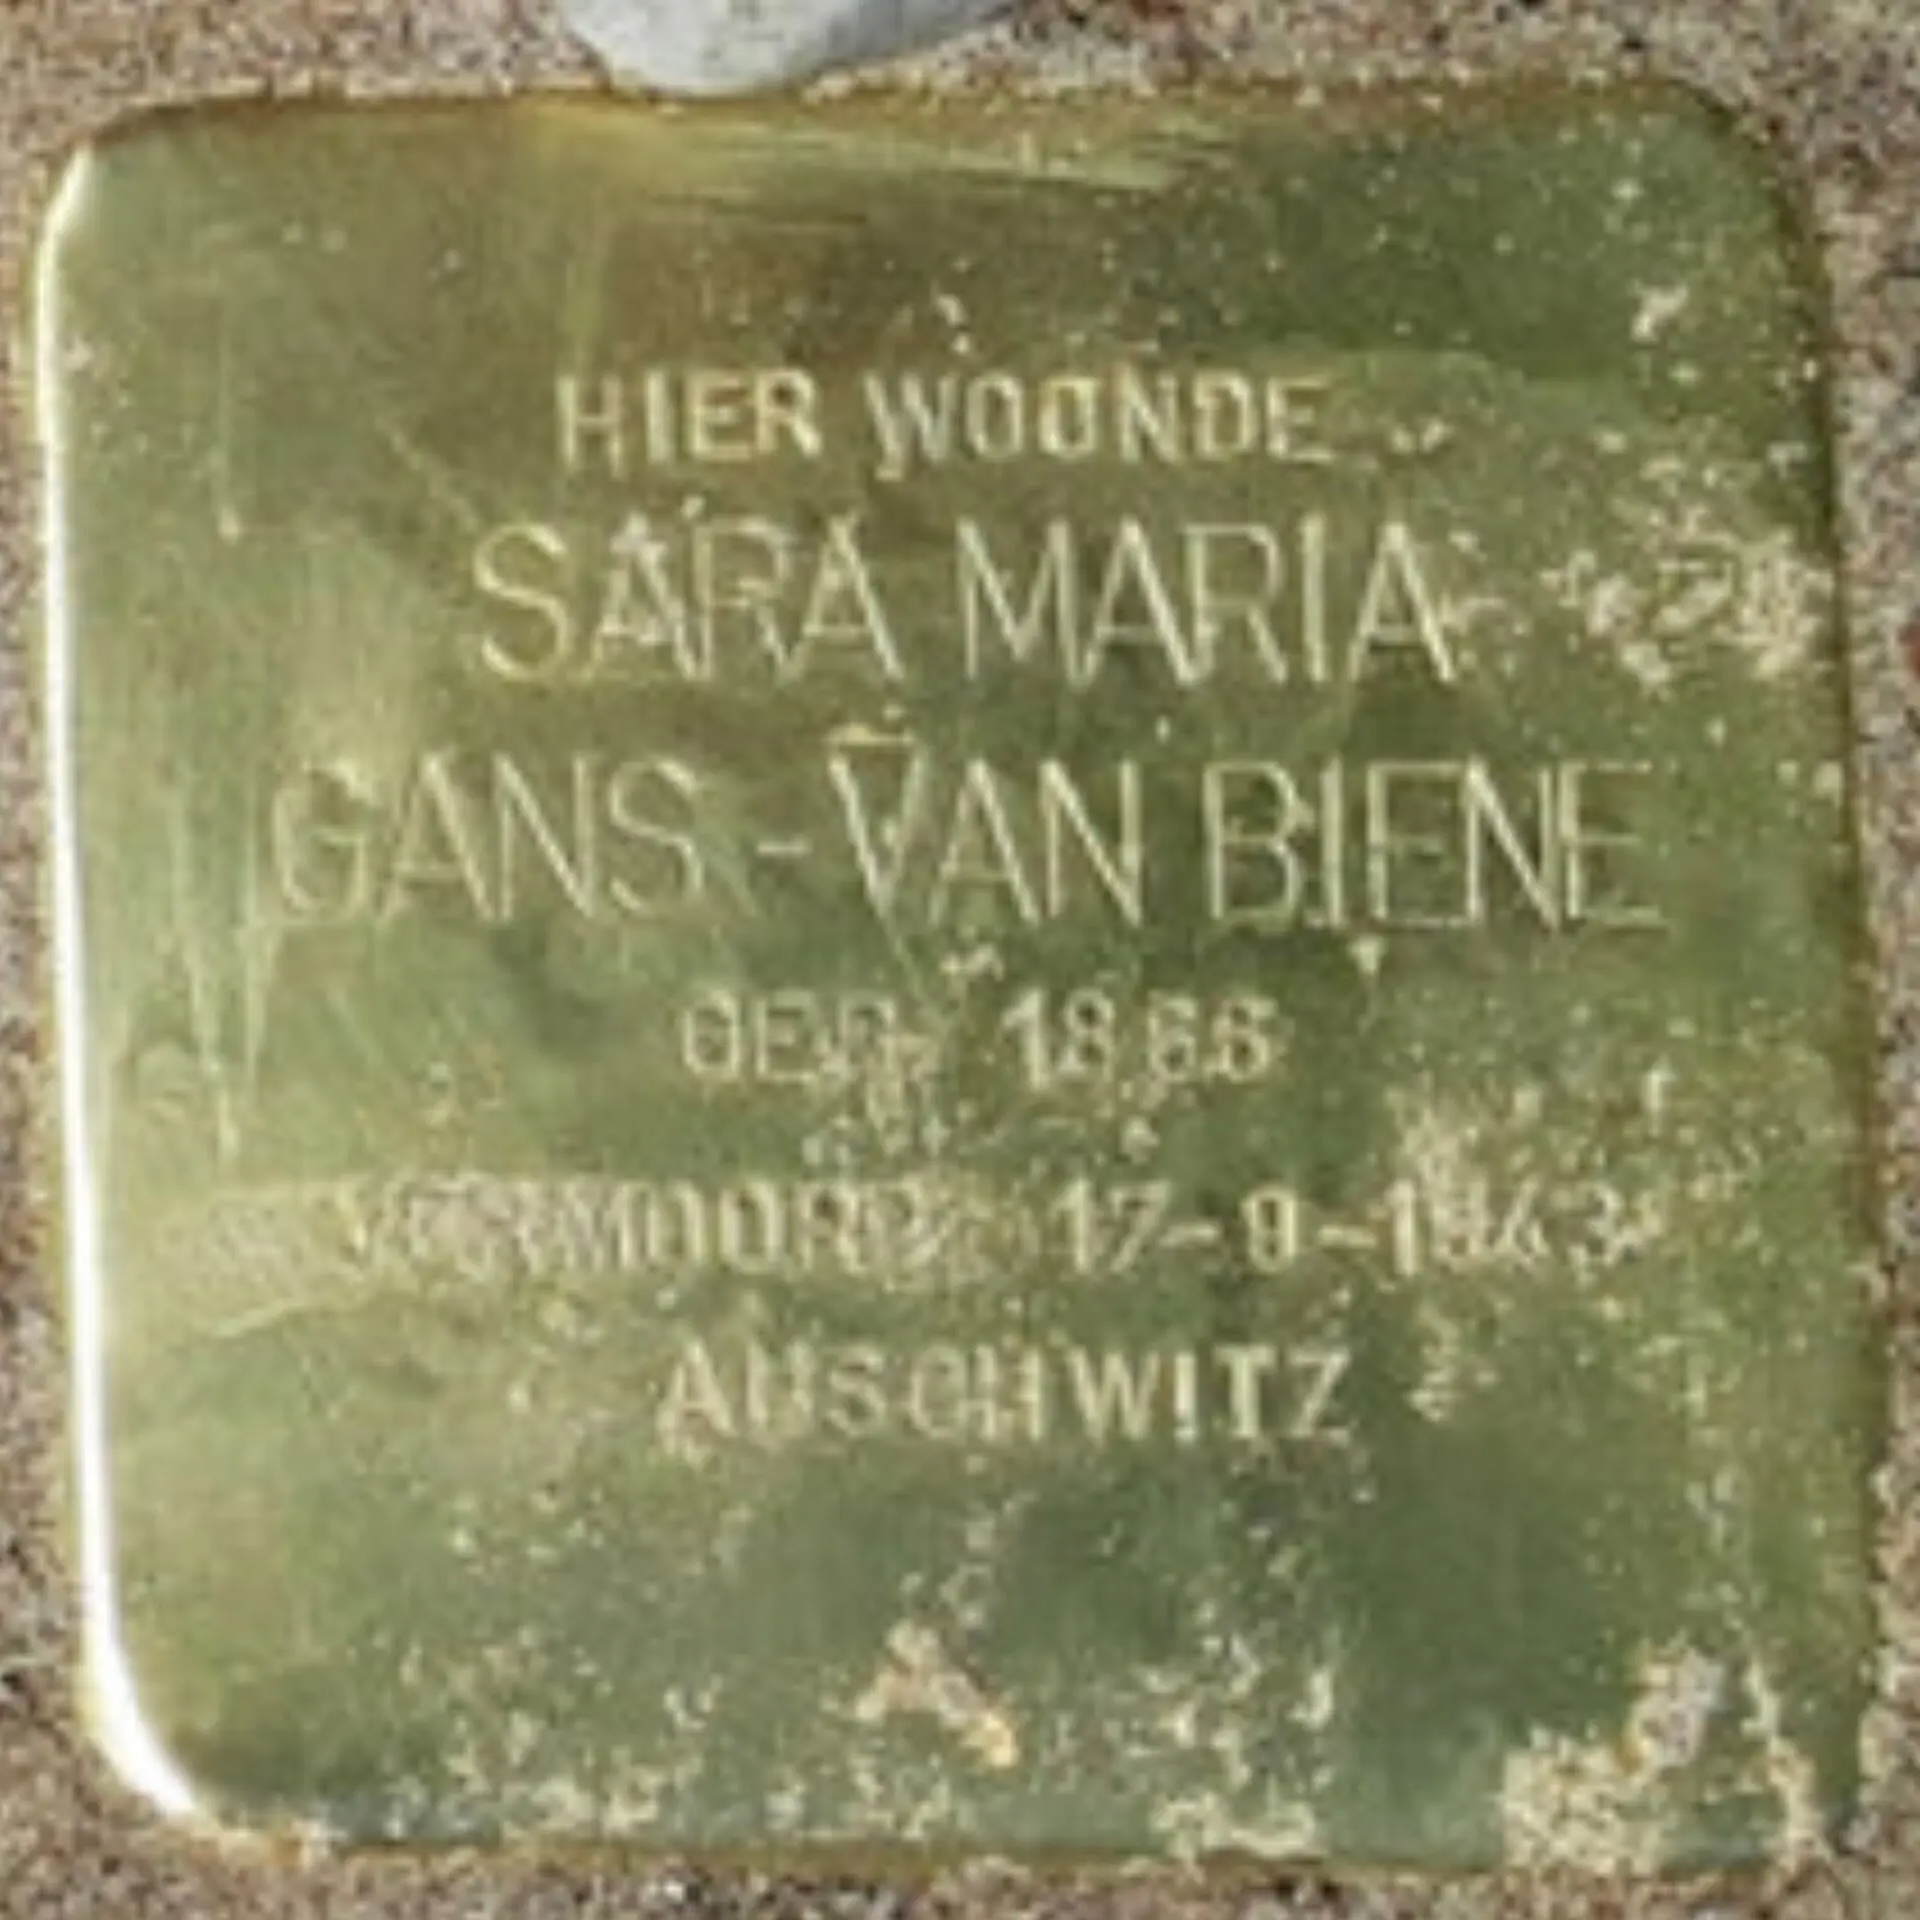 HIER WOONDE
SARA MARIA
GANS-VAN BIENE
GEB. 1866
VERMOORD 17-9-1943
AUSCHWITZ